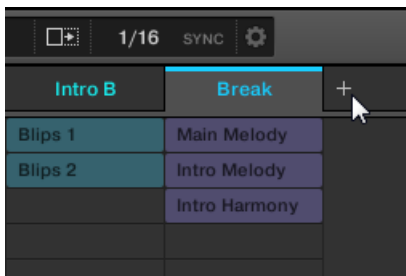 1/16 SYNC
Intro B Break +
Blips 1 Main Melody
Blips 2 Intro Melody
Intro Harmony